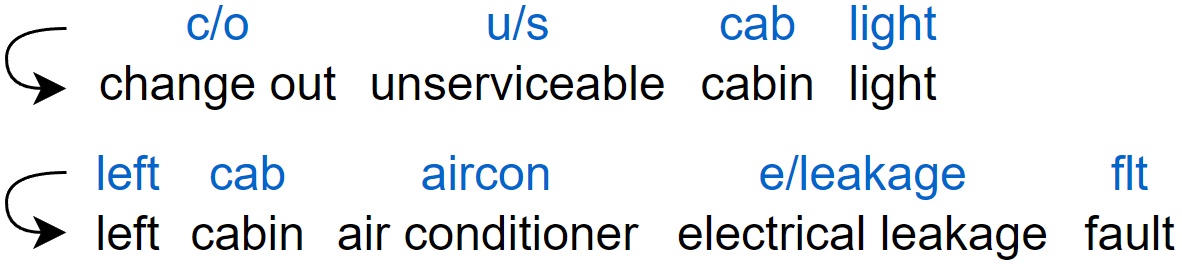 c/o u/s cab light
change out unserviceable cabin light
left cab aircon e/leakage flt
left cabin air conditioner electrical leakage fault